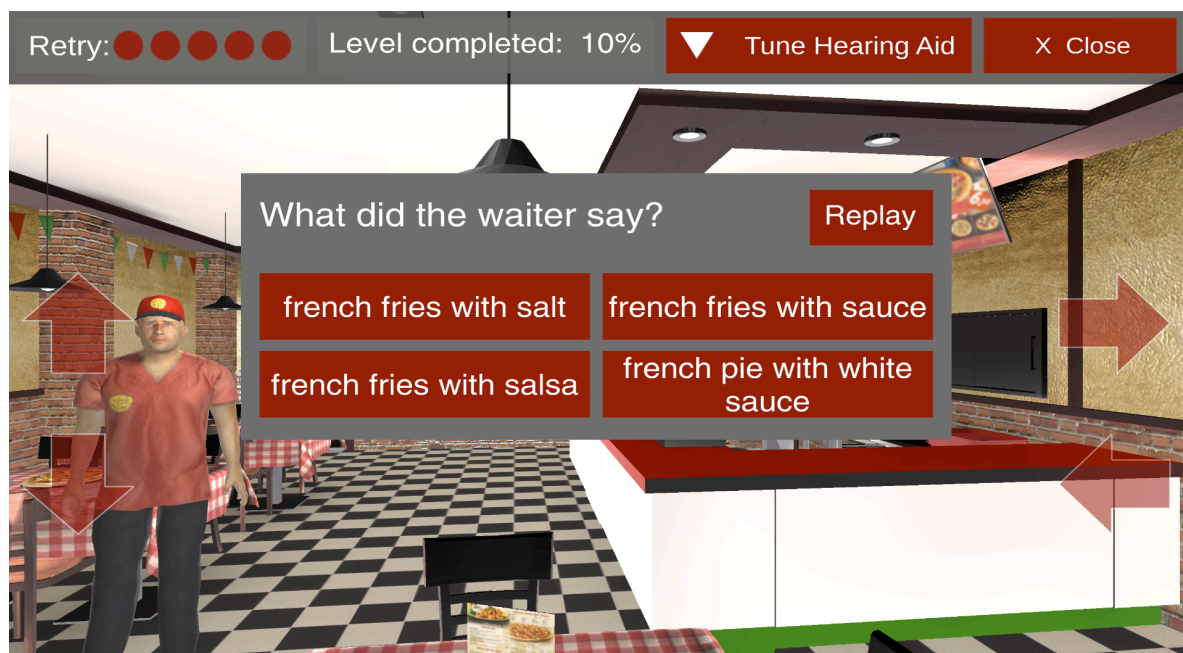 Retry:
Level completed: 10%
Tune Hearing Aid
X Close
What did the waiter say?
Replay
french fries with salt
french fries with sauce
french fries with salsa
french pie with white
sauce